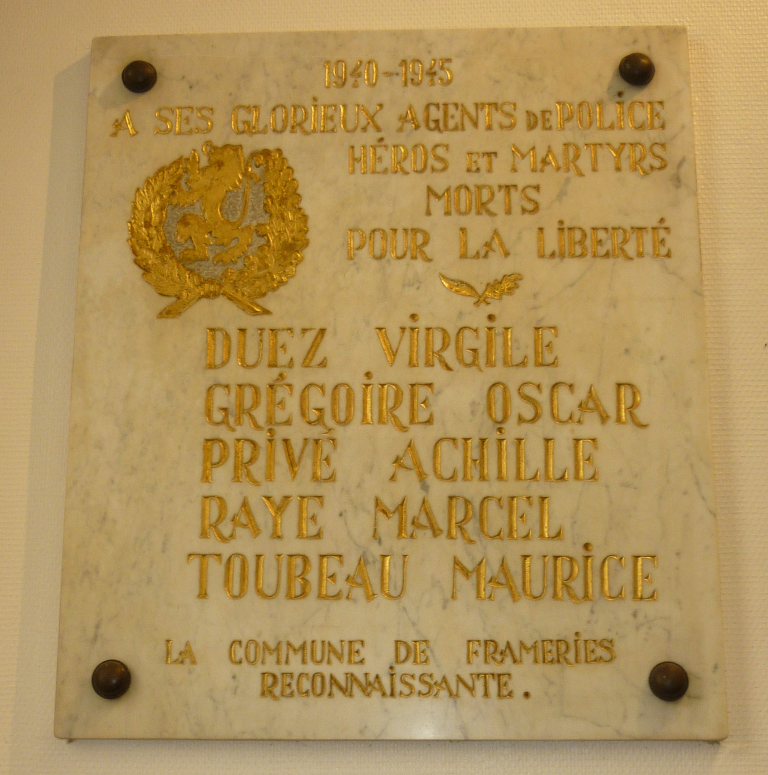 1940-1945
A SES GLORIEUX AGENTS DE POLICE
HÉROS ET MARTYRS
MORTS
POUR LA LIBERTÉ
DUEZ VIRGILE
GRÉGOIRE OSCAR
PRIVÉ ACHILLE
RAYE MARCEL
TOUBEAU MAURICE
LA COMMUNE DE FRAMERIES
RECONNAISSANTE.